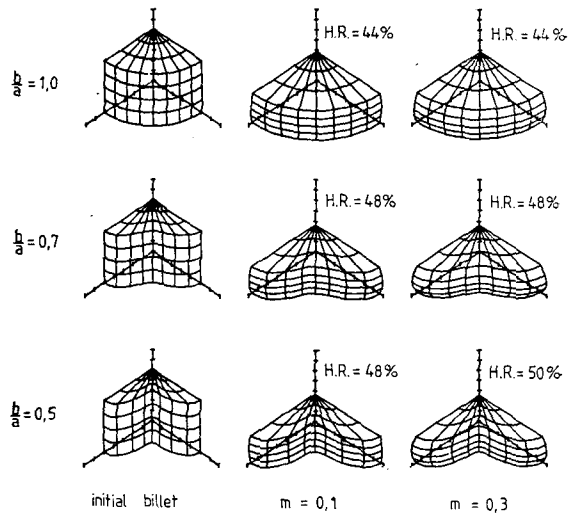 H.R.= 44%
H.R.= 44%
b/a = 1,0
H.R.= 48%
H.R.= 48%
b/a = 0,7
H.R.= 48%
H.R.= 50%
b/a = 0,5
initial billet
m = 0,1
m = 0,3